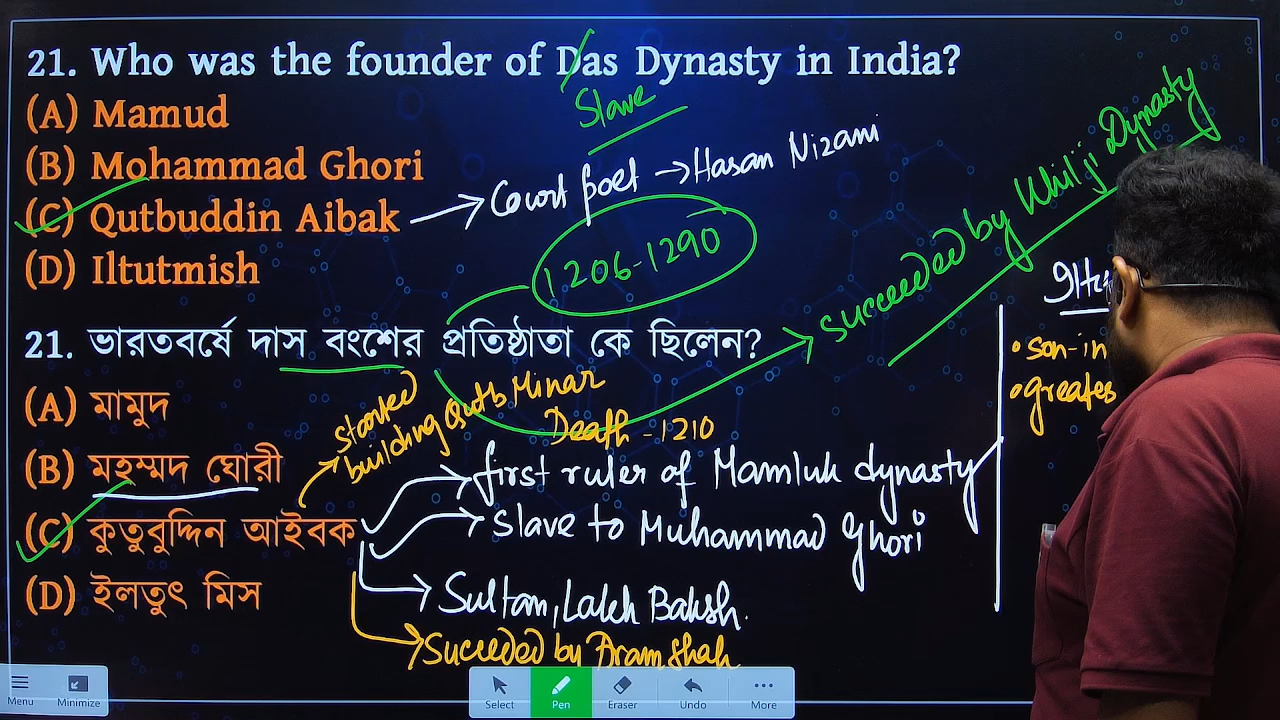 21. Who was the founder of Das Dynasty in India?
Slave
(A) Mamud
(B) Mohammad Ghori
(C) Qutbuddin Aibak → Court poet → Hasan Nizami
(D) Iltutmish
1206-1290
succeeded by Khilji Dynasty
21. ভারতবর্ষে দাস বংশের প্রতিষ্ঠাতা কে ছিলেন?
(A) মামুদ
(B) মহম্মদ ঘোরী
(C) কুতুবুদ্দিন আইবক
(D) ইলতুৎ মিস
started
building Qutb Minar
Death - 1210
first ruler of Mamluk dynasty
Slave to Muhammad Ghori
Sultan, Lakh Baksh.
Succeeded by Aram Shah
• son-in
• greates
Menu
Minimize
Select
Pen
Eraser
Undo
More